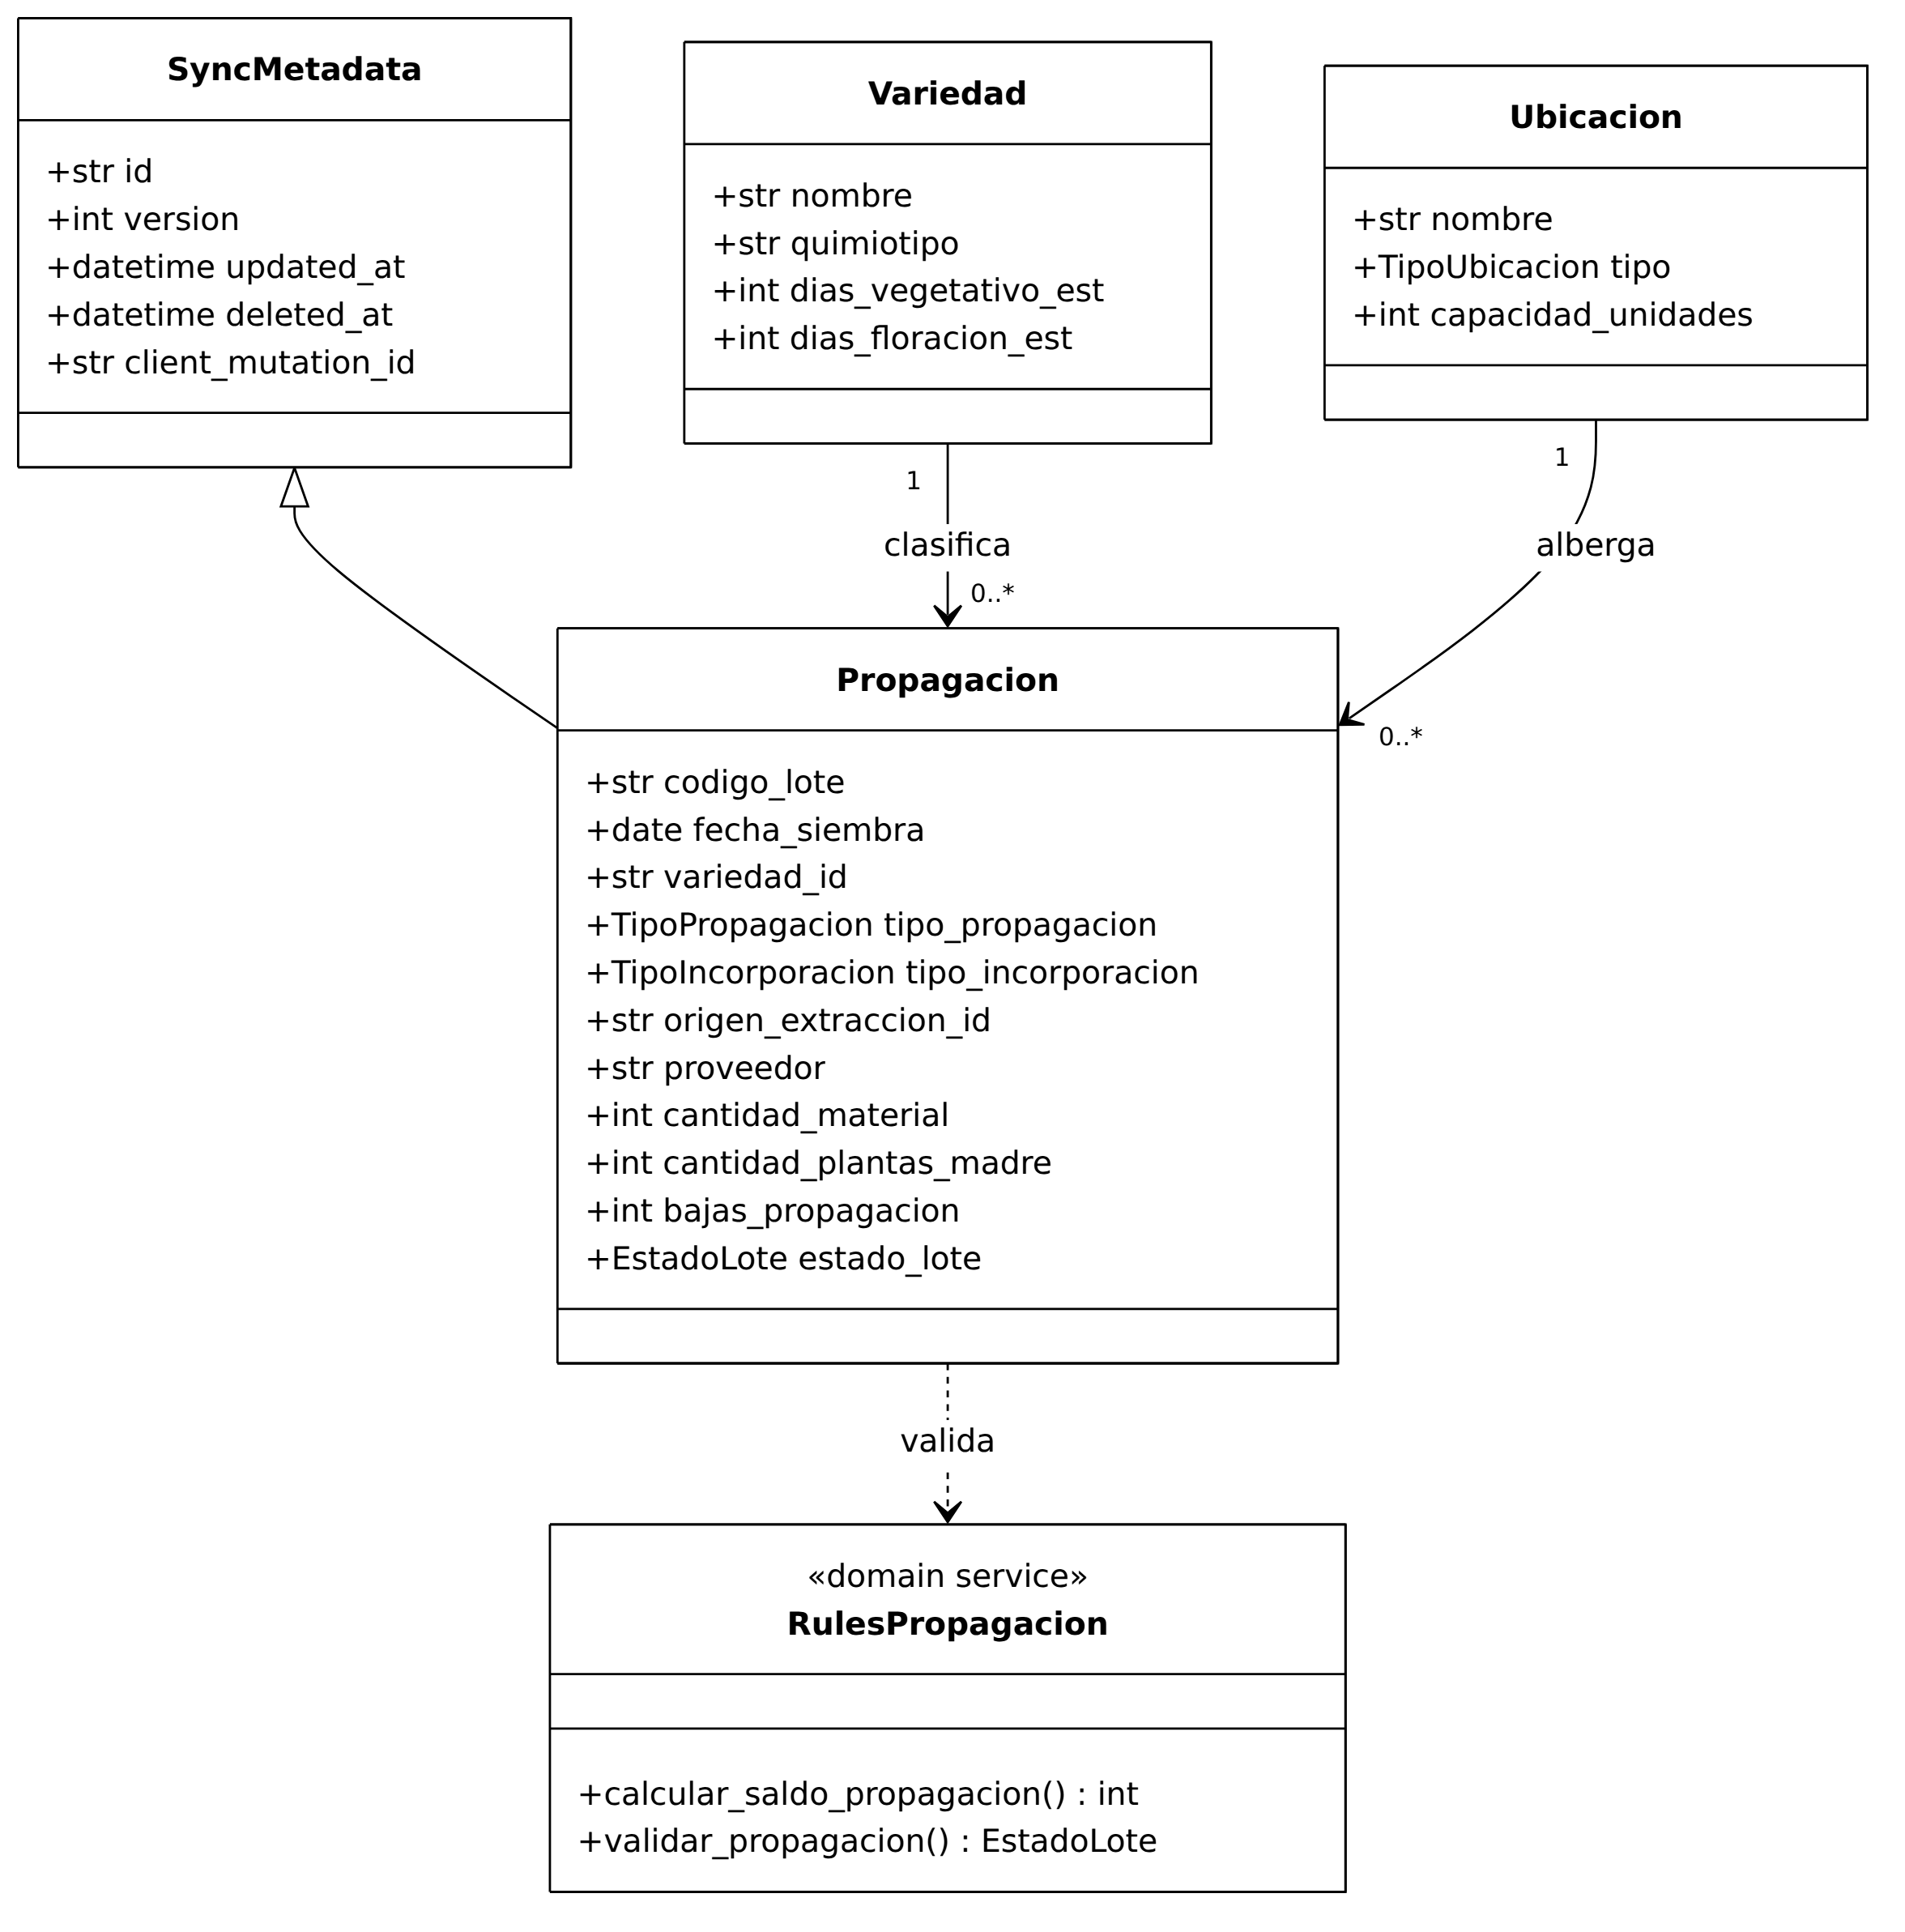 SyncMetadata
+str id
+int version
+datetime updated_at
+datetime deleted_at
+str client_mutation_id
Variedad
+str nombre
+str quimiotipo
+int dias_vegetativo_est
+int dias_floracion_est
Ubicacion
+str nombre
+TipoUbicacion tipo
+int capacidad_unidades
1
clasifica
0..*
1
alberga
0..*
Propagacion
+str codigo_lote
+date fecha_siembra
+str variedad_id
+TipoPropagacion tipo_propagacion
+TipoIncorporacion tipo_incorporacion
+str origen_extraccion_id
+str proveedor
+int cantidad_material
+int cantidad_plantas_madre
+int bajas_propagacion
+EstadoLote estado_lote
valida
«domain service»
RulesPropagacion
+calcular_saldo_propagacion() : int
+validar_propagacion() : EstadoLote